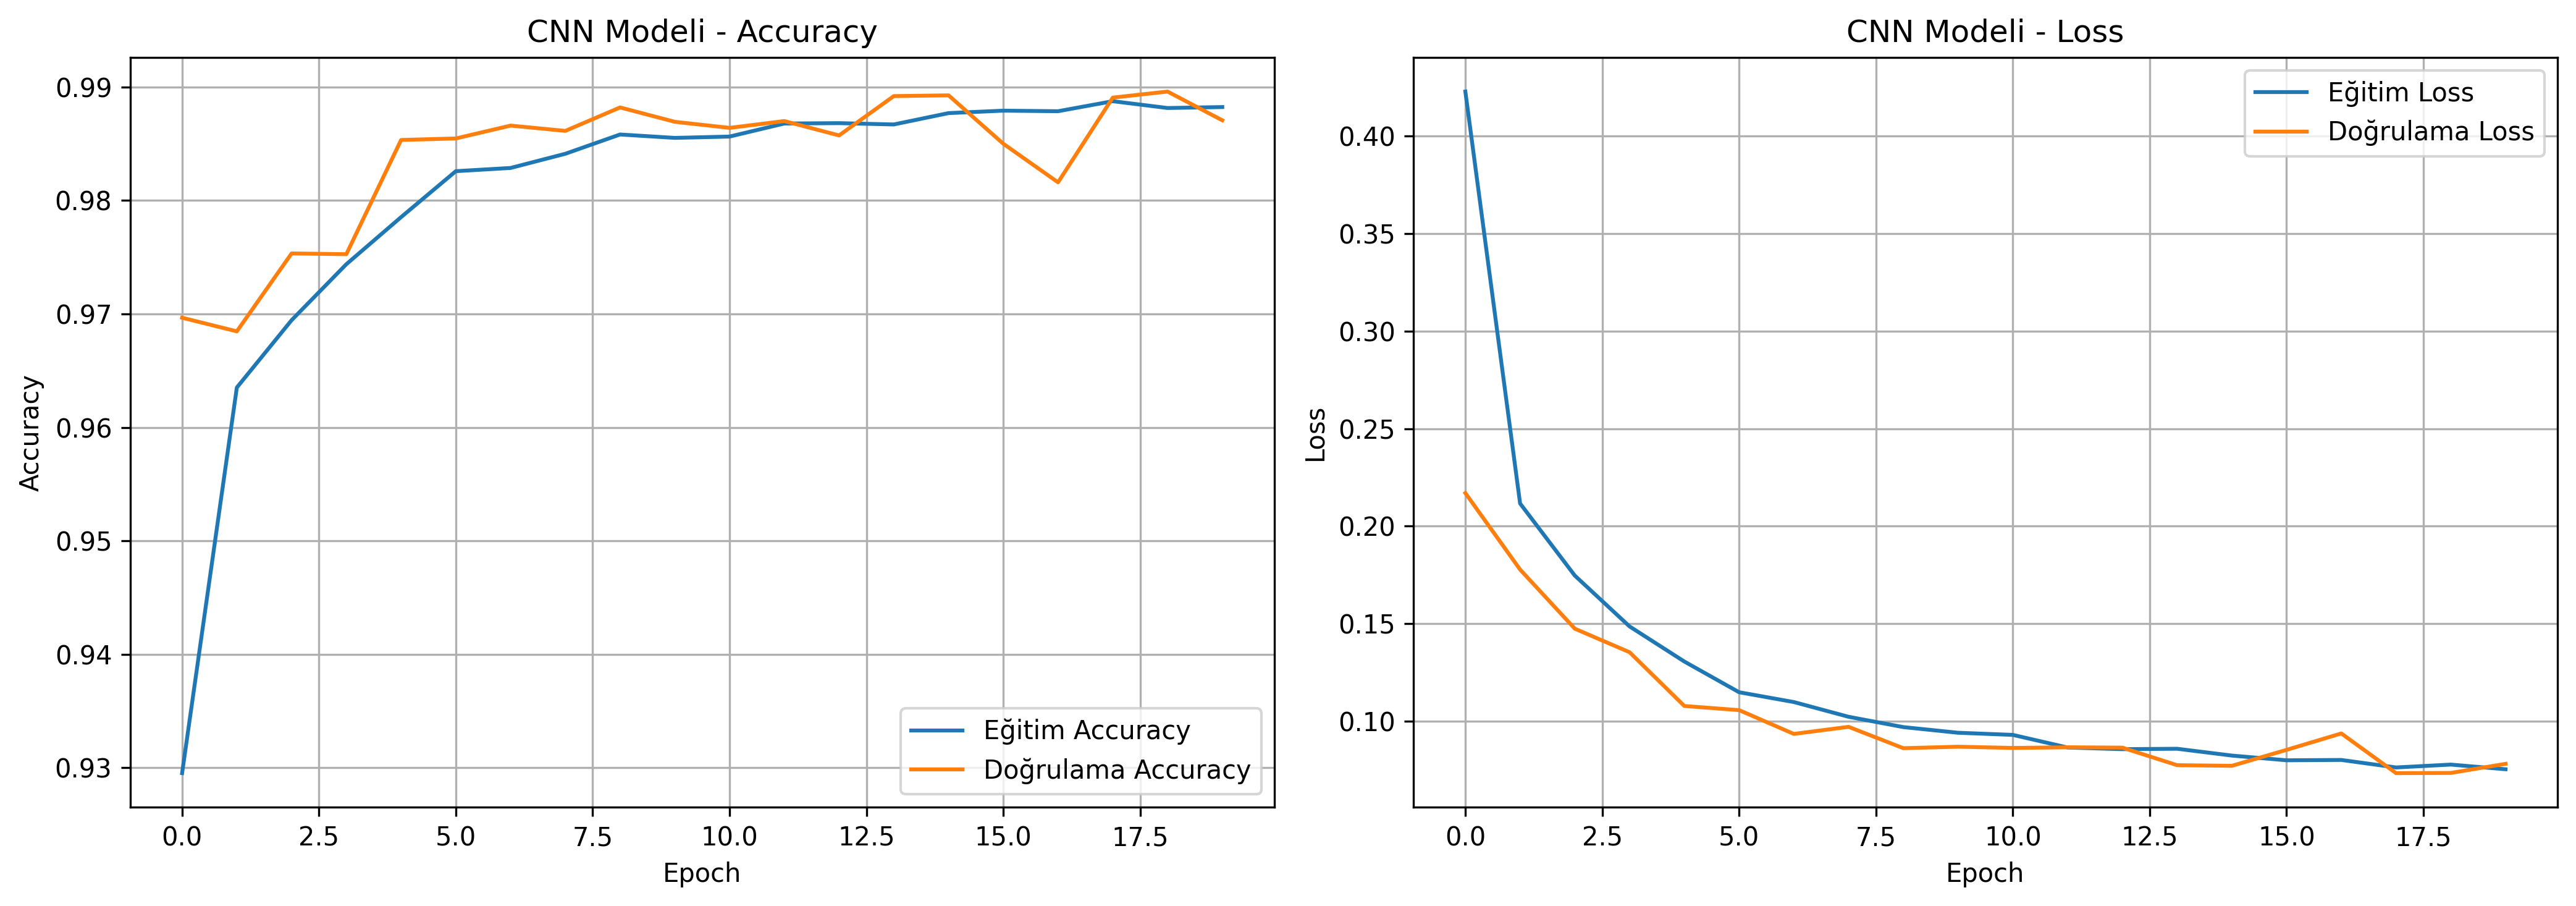 CNN Modeli - Accuracy
0.99
0.98
0.97
0.96
0.95
0.94
0.93
Accuracy
Eğitim Accuracy
Doğrulama Accuracy
0.0 2.5 5.0 7.5 10.0 12.5 15.0 17.5
Epoch
CNN Modeli - Loss
0.40
0.35
0.30
0.25
0.20
0.15
0.10
Loss
Eğitim Loss
Doğrulama Loss
0.0 2.5 5.0 7.5 10.0 12.5 15.0 17.5
Epoch